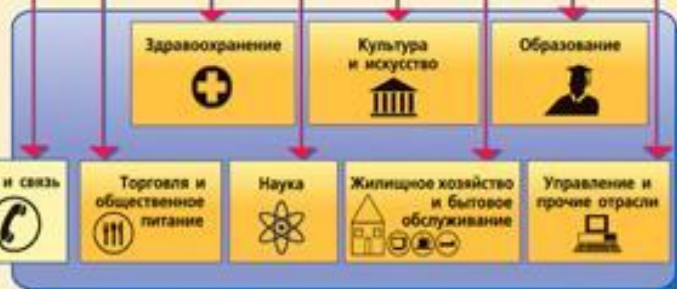 Здравоохранение
Культура
и искусство
Образование
и связь
Торговля и
общественное
питание
Наука
Жилищное хозяйство
и бытовое
обслуживание
Управление и
прочие отрасли